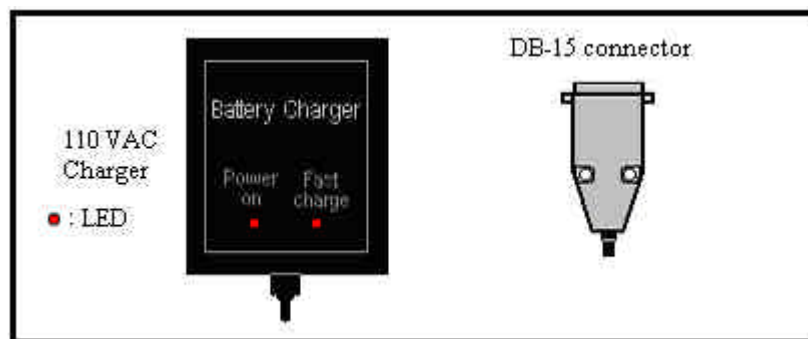 DB-15 connector
Battery Charger
110 VAC
Charger
Power
on
Fast
charge
: LED